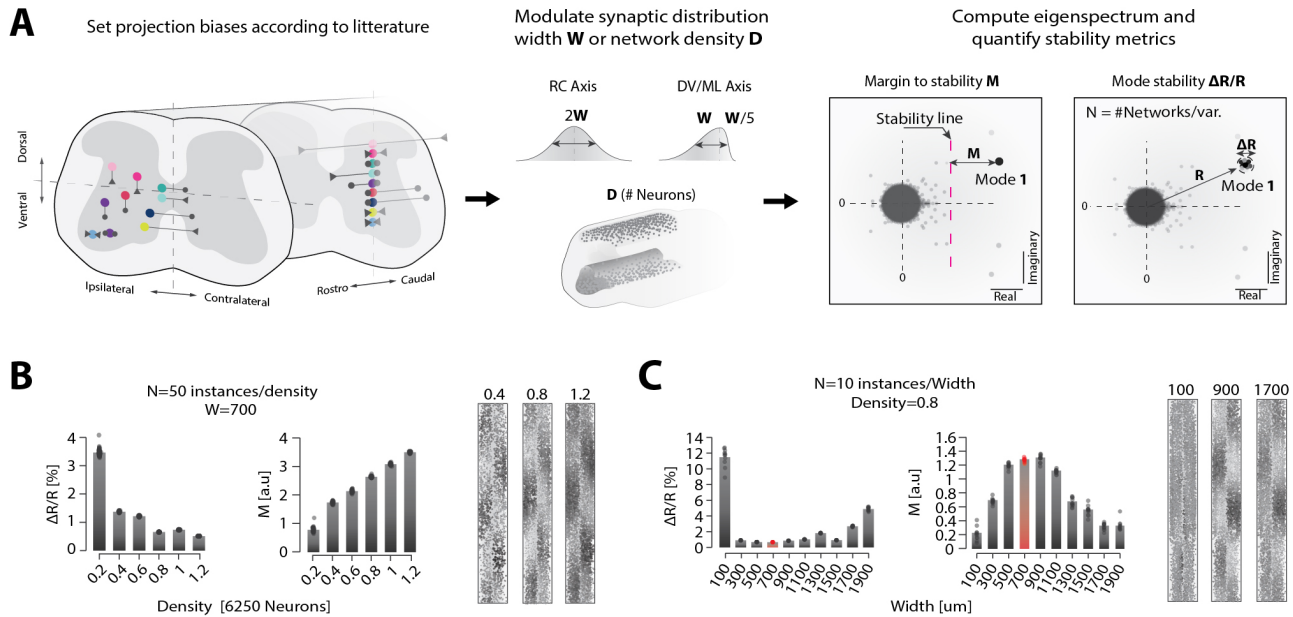 A
Set projection biases according to litterature
Dorsal
Ventral
Ipsilateral
Contralateral
Rostro
Caudal
Modulate synaptic distribution
width W or network density D
RC Axis
DV/ML Axis
2W
W
W/5
D (# Neurons)
Compute eigenspectrum and
quantify stability metrics
Margin to stability M
Stability line
M
Mode 1
0
0
Real
Imaginary
Mode stability ΔR/R
N = #Networks/var.
ΔR
R
Mode 1
0
0
Real
Imaginary
B
N=50 instances/density
W=700
ΔR/R [%]
4
3
2
1
0
0.2
0.4
0.6
0.8
1
1.2
M [a.u]
4
3
2
1
0
0.2
0.4
0.6
0.8
1
1.2
Density [6250 Neurons]
0.4
0.8
1.2
C
N=10 instances/Width
Density=0.8
ΔR/R [%]
14
12
10
8
6
4
2
0
100
300
500
700
900
1100
1300
1500
1700
1900
M [a.u]
1.6
1.4
1.2
1
0.8
0.6
0.4
0.2
0
100
300
500
700
900
1100
1300
1500
1700
1900
Width [um]
100
900
1700